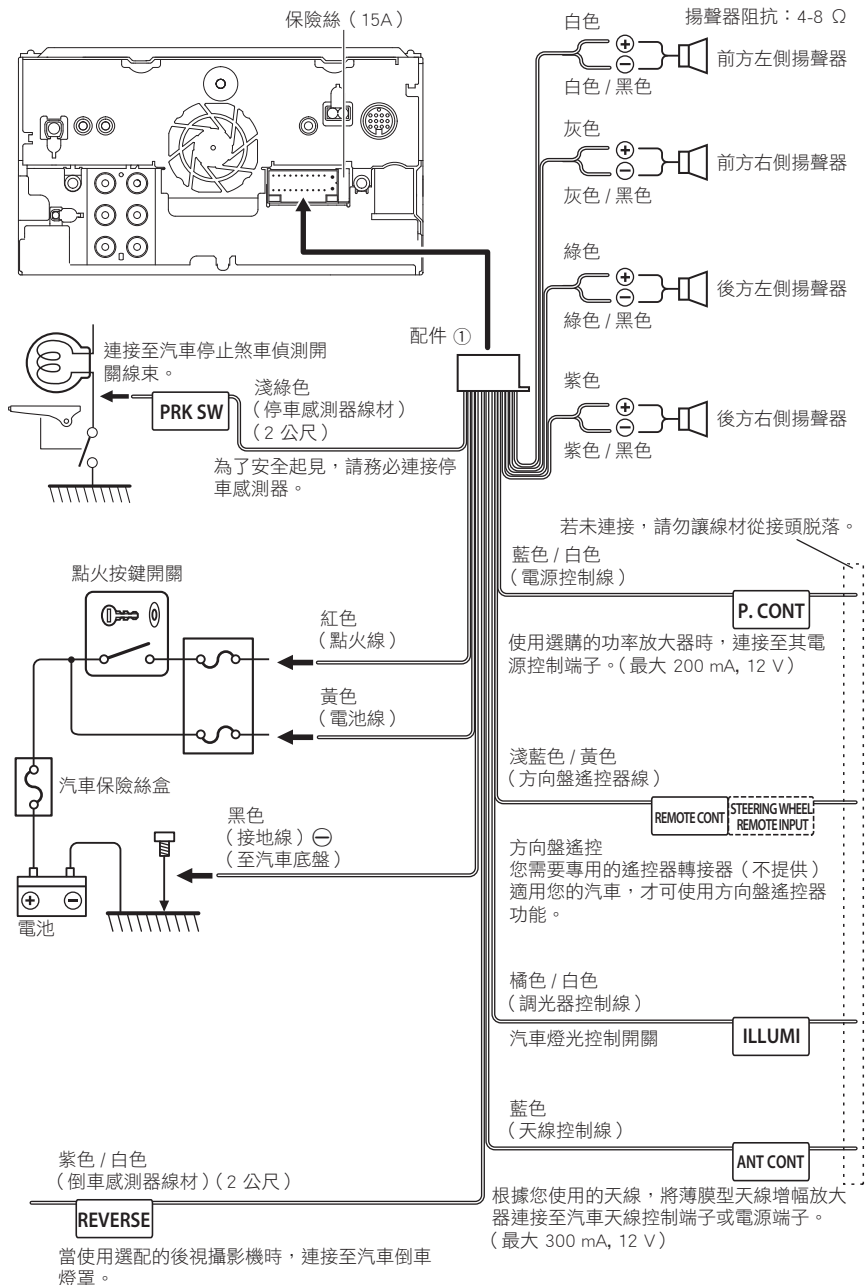 保險絲（15A）
揚聲器阻抗：4-8 Ω
白色
⊕
⊖
前方左側揚聲器
白色 / 黑色
灰色
⊕
⊖
前方右側揚聲器
灰色 / 黑色
綠色
⊕
⊖
後方左側揚聲器
綠色 / 黑色
紫色
⊕
⊖
後方右側揚聲器
紫色 / 黑色
配件 ①
連接至汽車停止煞車偵測開
關線束。
PRK SW
淺綠色
（停車感測器線材）
（2 公尺）
為了安全起見，請務必連接停
車感測器。
若未連接，請勿讓線材從接頭脱落。
藍色 / 白色
（電源控制線）
P. CONT
使用選購的功率放大器時，連接至其電
源控制端子。（最大 200 mA, 12 V）
點火按鍵開關
紅色
（點火線）
黃色
（電池線）
汽車保險絲盒
黑色
（接地線）⊖
（至汽車底盤）
⊕ ⊖
電池
淺藍色 / 黃色
（方向盤遙控器線）
REMOTE CONT
STEERING WHEEL
REMOTE INPUT
方向盤遙控
您需要專用的遙控器轉接器（不提供）
適用您的汽車，才可使用方向盤遙控器
功能。
橘色 / 白色
（調光器控制線）
汽車燈光控制開關
ILLUMI
藍色
（天線控制線）
ANT CONT
根據您使用的天線，將薄膜型天線增幅放大
器連接至汽車天線控制端子或電源端子。
（最大 300 mA, 12 V）
紫色 / 白色
（倒車感測器線材）（2 公尺）
REVERSE
當使用選配的後視攝影機時，連接至汽車倒車
燈罩。